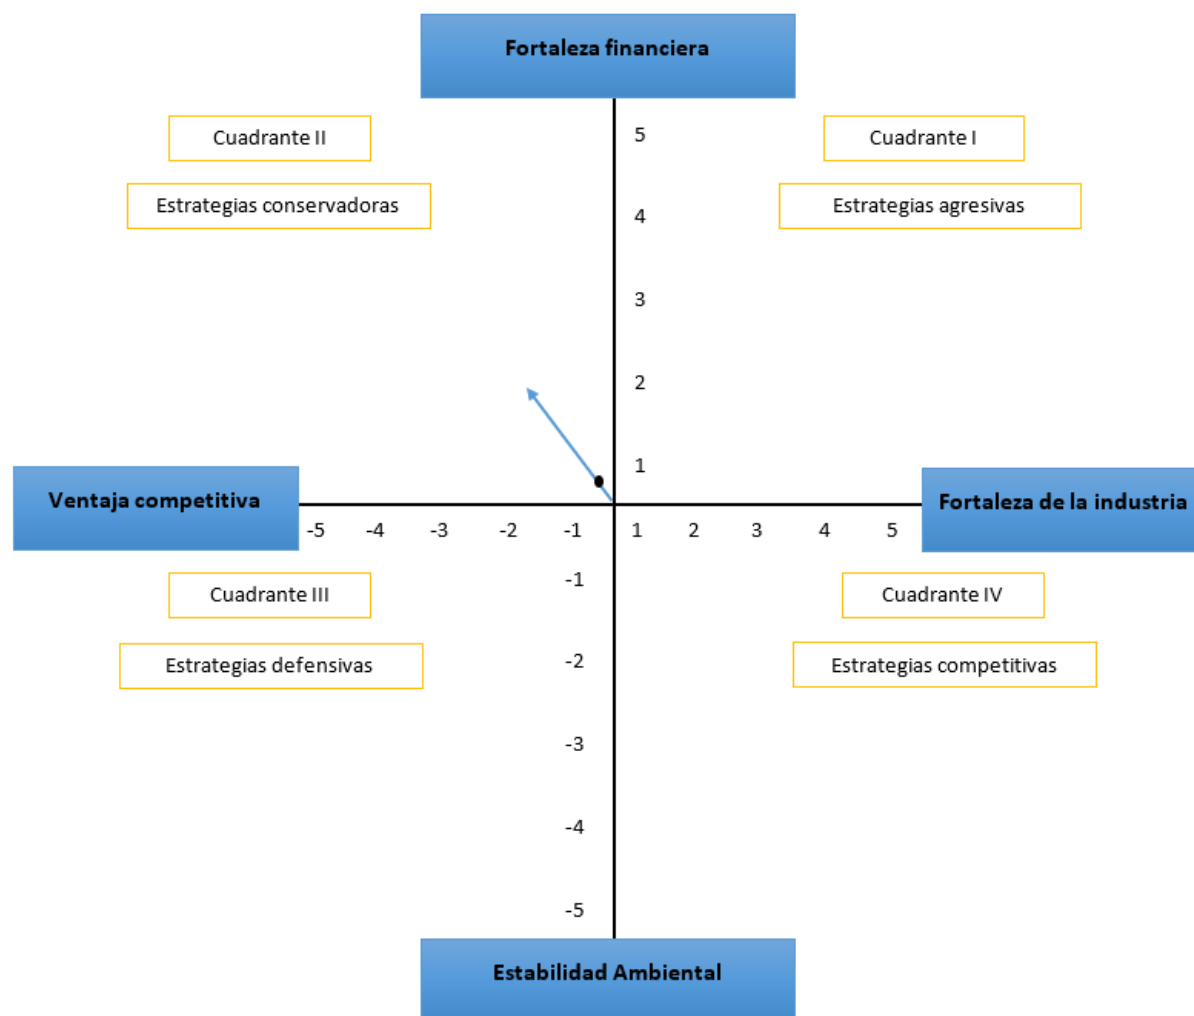 Fortaleza financiera
Cuadrante II
Cuadrante I
5
Estrategias conservadoras
Estrategias agresivas
4
3
2
1
Ventaja competitiva
Fortaleza de la industria
-5 -4 -3 -2 -1 1 2 3 4 5
-1
Cuadrante III
Cuadrante IV
Estrategias defensivas
-2
Estrategias competitivas
-3
-4
-5
Estabilidad Ambiental